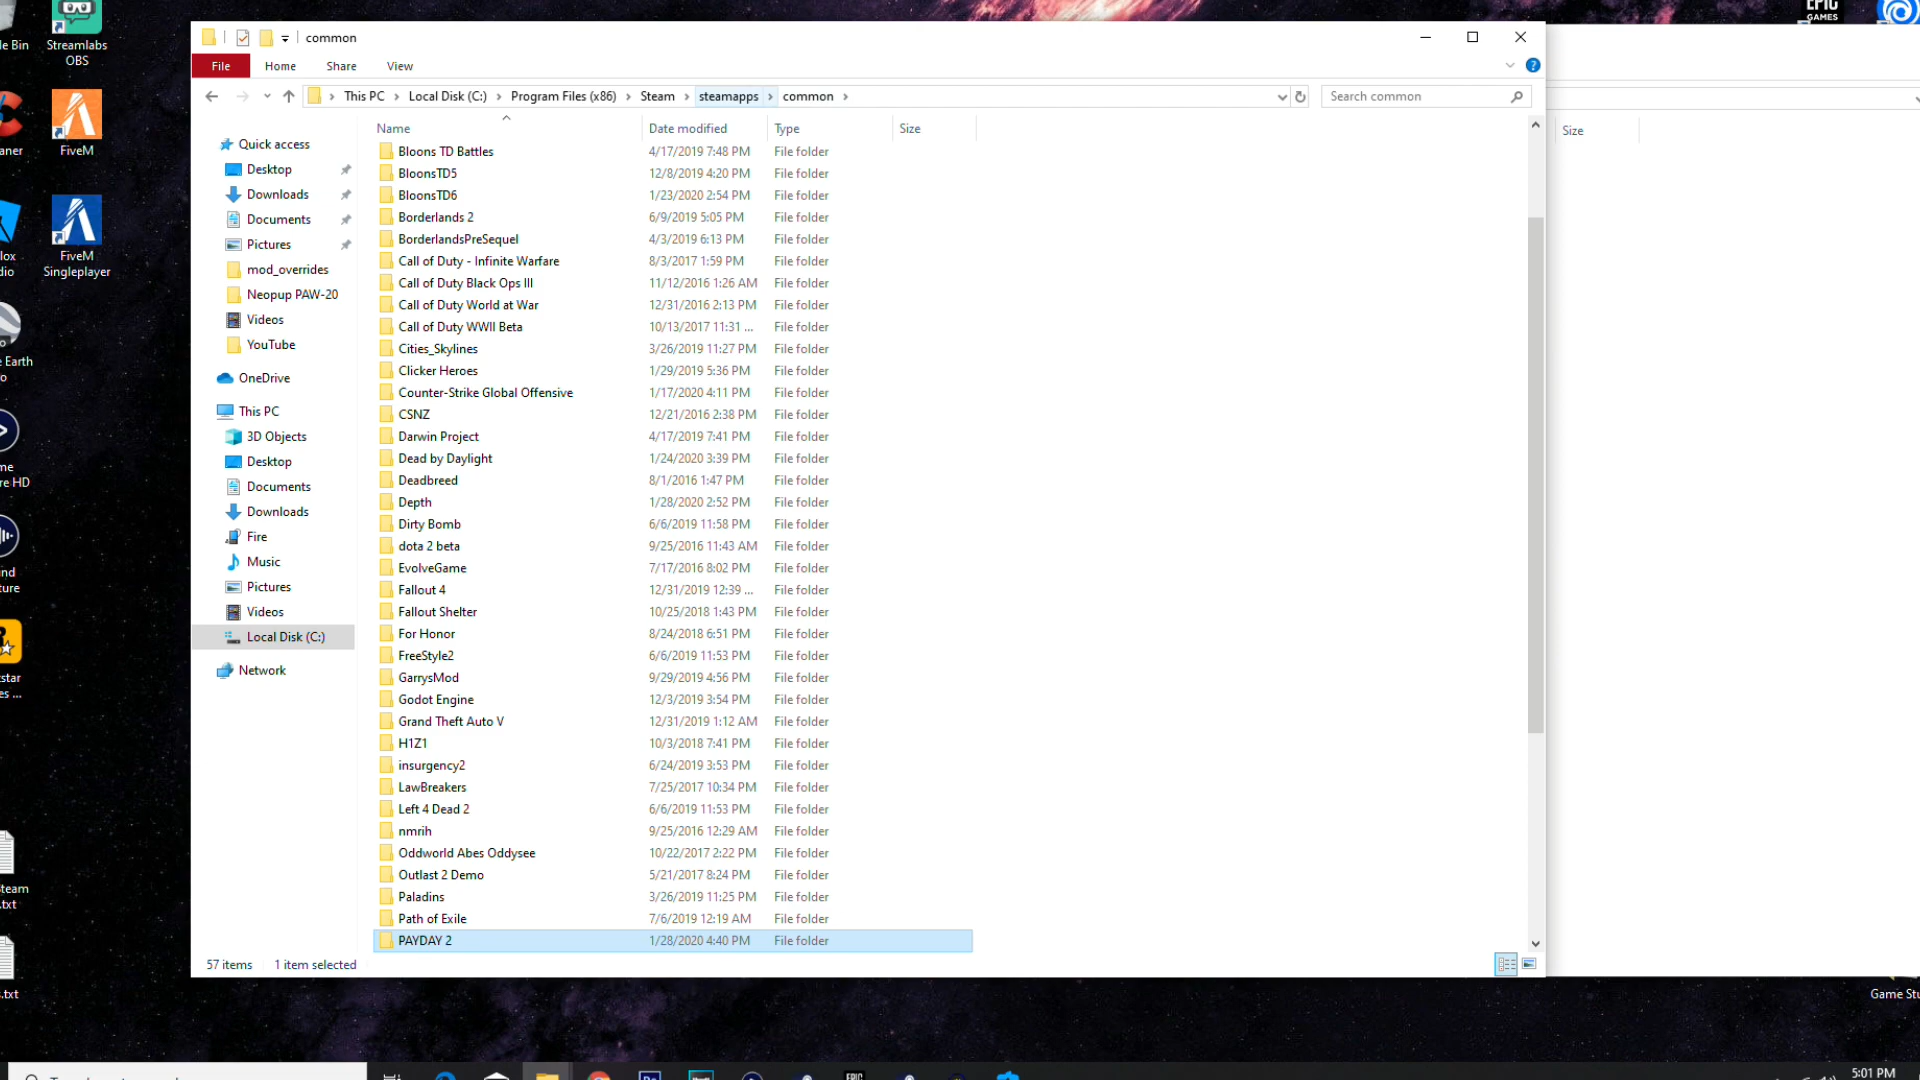 le Bin
Streamlabs
OBS
EPIC
GAMES
common
File
Home
Share
View
This PC
Local Disk (C:)
Program Files (x86)
Steam
steamapps
common
Search common
Name
Date modified
Type
Size
Size
aner
FiveM
lox
dio
FiveM
Singleplayer
e Earth
o
me
re HD
nd
ture
star
es ...
Steam
.txt
s.txt
Quick access
Desktop
Downloads
Documents
Pictures
mod_overrides
Neopup PAW-20
Videos
YouTube
OneDrive
This PC
3D Objects
Desktop
Documents
Downloads
Fire
Music
Pictures
Videos
Local Disk (C:)
Network
Bloons TD Battles 4/17/2019 7:48 PM File folder
BloonsTD5 12/8/2019 4:20 PM File folder
BloonsTD6 1/23/2020 2:54 PM File folder
Borderlands 2 6/9/2019 5:05 PM File folder
BorderlandsPreSequel 4/3/2019 6:13 PM File folder
Call of Duty - Infinite Warfare 8/3/2017 1:59 PM File folder
Call of Duty Black Ops III 11/12/2016 1:26 AM File folder
Call of Duty World at War 12/31/2016 2:13 PM File folder
Call of Duty WWII Beta 10/13/2017 11:31 ... File folder
Cities_Skylines 3/26/2019 11:27 PM File folder
Clicker Heroes 1/29/2019 5:36 PM File folder
Counter-Strike Global Offensive 1/17/2020 4:11 PM File folder
CSNZ 12/21/2016 2:38 PM File folder
Darwin Project 4/17/2019 7:41 PM File folder
Dead by Daylight 1/24/2020 3:39 PM File folder
Deadbreed 8/1/2016 1:47 PM File folder
Depth 1/28/2020 2:52 PM File folder
Dirty Bomb 6/6/2019 11:58 PM File folder
dota 2 beta 9/25/2016 11:43 AM File folder
EvolveGame 7/17/2016 8:02 PM File folder
Fallout 4 12/31/2019 12:39 ... File folder
Fallout Shelter 10/25/2018 1:43 PM File folder
For Honor 8/24/2018 6:51 PM File folder
FreeStyle2 6/6/2019 11:53 PM File folder
GarrysMod 9/29/2019 4:56 PM File folder
Godot Engine 12/3/2019 3:54 PM File folder
Grand Theft Auto V 12/31/2019 1:12 AM File folder
H1Z1 10/3/2018 7:41 PM File folder
insurgency2 6/24/2019 3:53 PM File folder
LawBreakers 7/25/2017 10:34 PM File folder
Left 4 Dead 2 6/6/2019 11:53 PM File folder
nmrih 9/25/2016 12:29 AM File folder
Oddworld Abes Oddysee 10/22/2017 2:22 PM File folder
Outlast 2 Demo 5/21/2017 8:24 PM File folder
Paladins 3/26/2019 11:25 PM File folder
Path of Exile 7/6/2019 12:19 AM File folder
PAYDAY 2 1/28/2020 4:40 PM File folder
57 items
1 item selected
Game Stu
5:01 PM